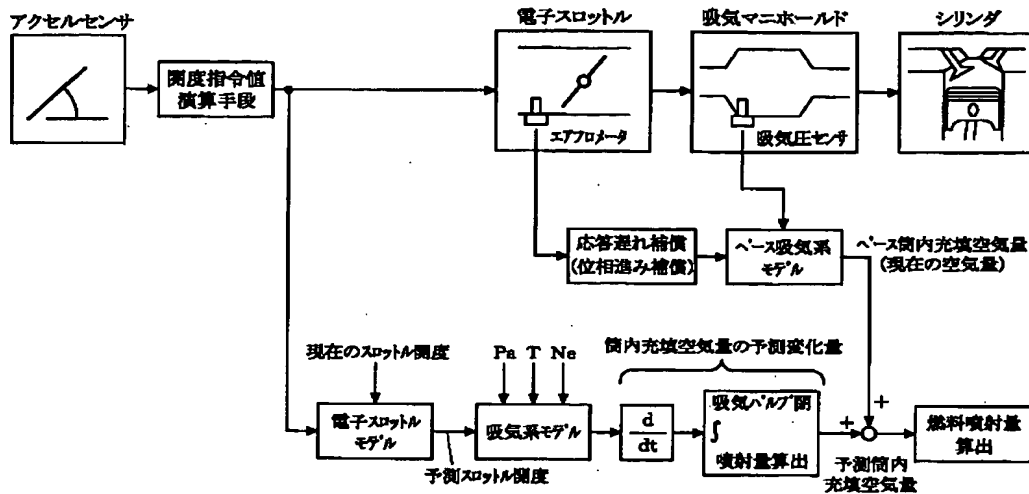 アクセルセンサ
電子スロットル
吸気マニホールド
シリンダ
開度指令値
演算手段
エアフロメータ
吸気圧センサ
応答遅れ補償
(位相進み補償)
ベース吸気系
モデル
ベース筒内充填空気量
(現在の空気量)
現在のスロットル開度
Pa T Ne
筒内充填空気量の予測変化量
電子スロットル
モデル
吸気系モデル
d
dt
吸気バルブ閉
∫
噴射量算出
+
+
燃料噴射量
算出
予測スロットル開度
予測筒内
充填空気量